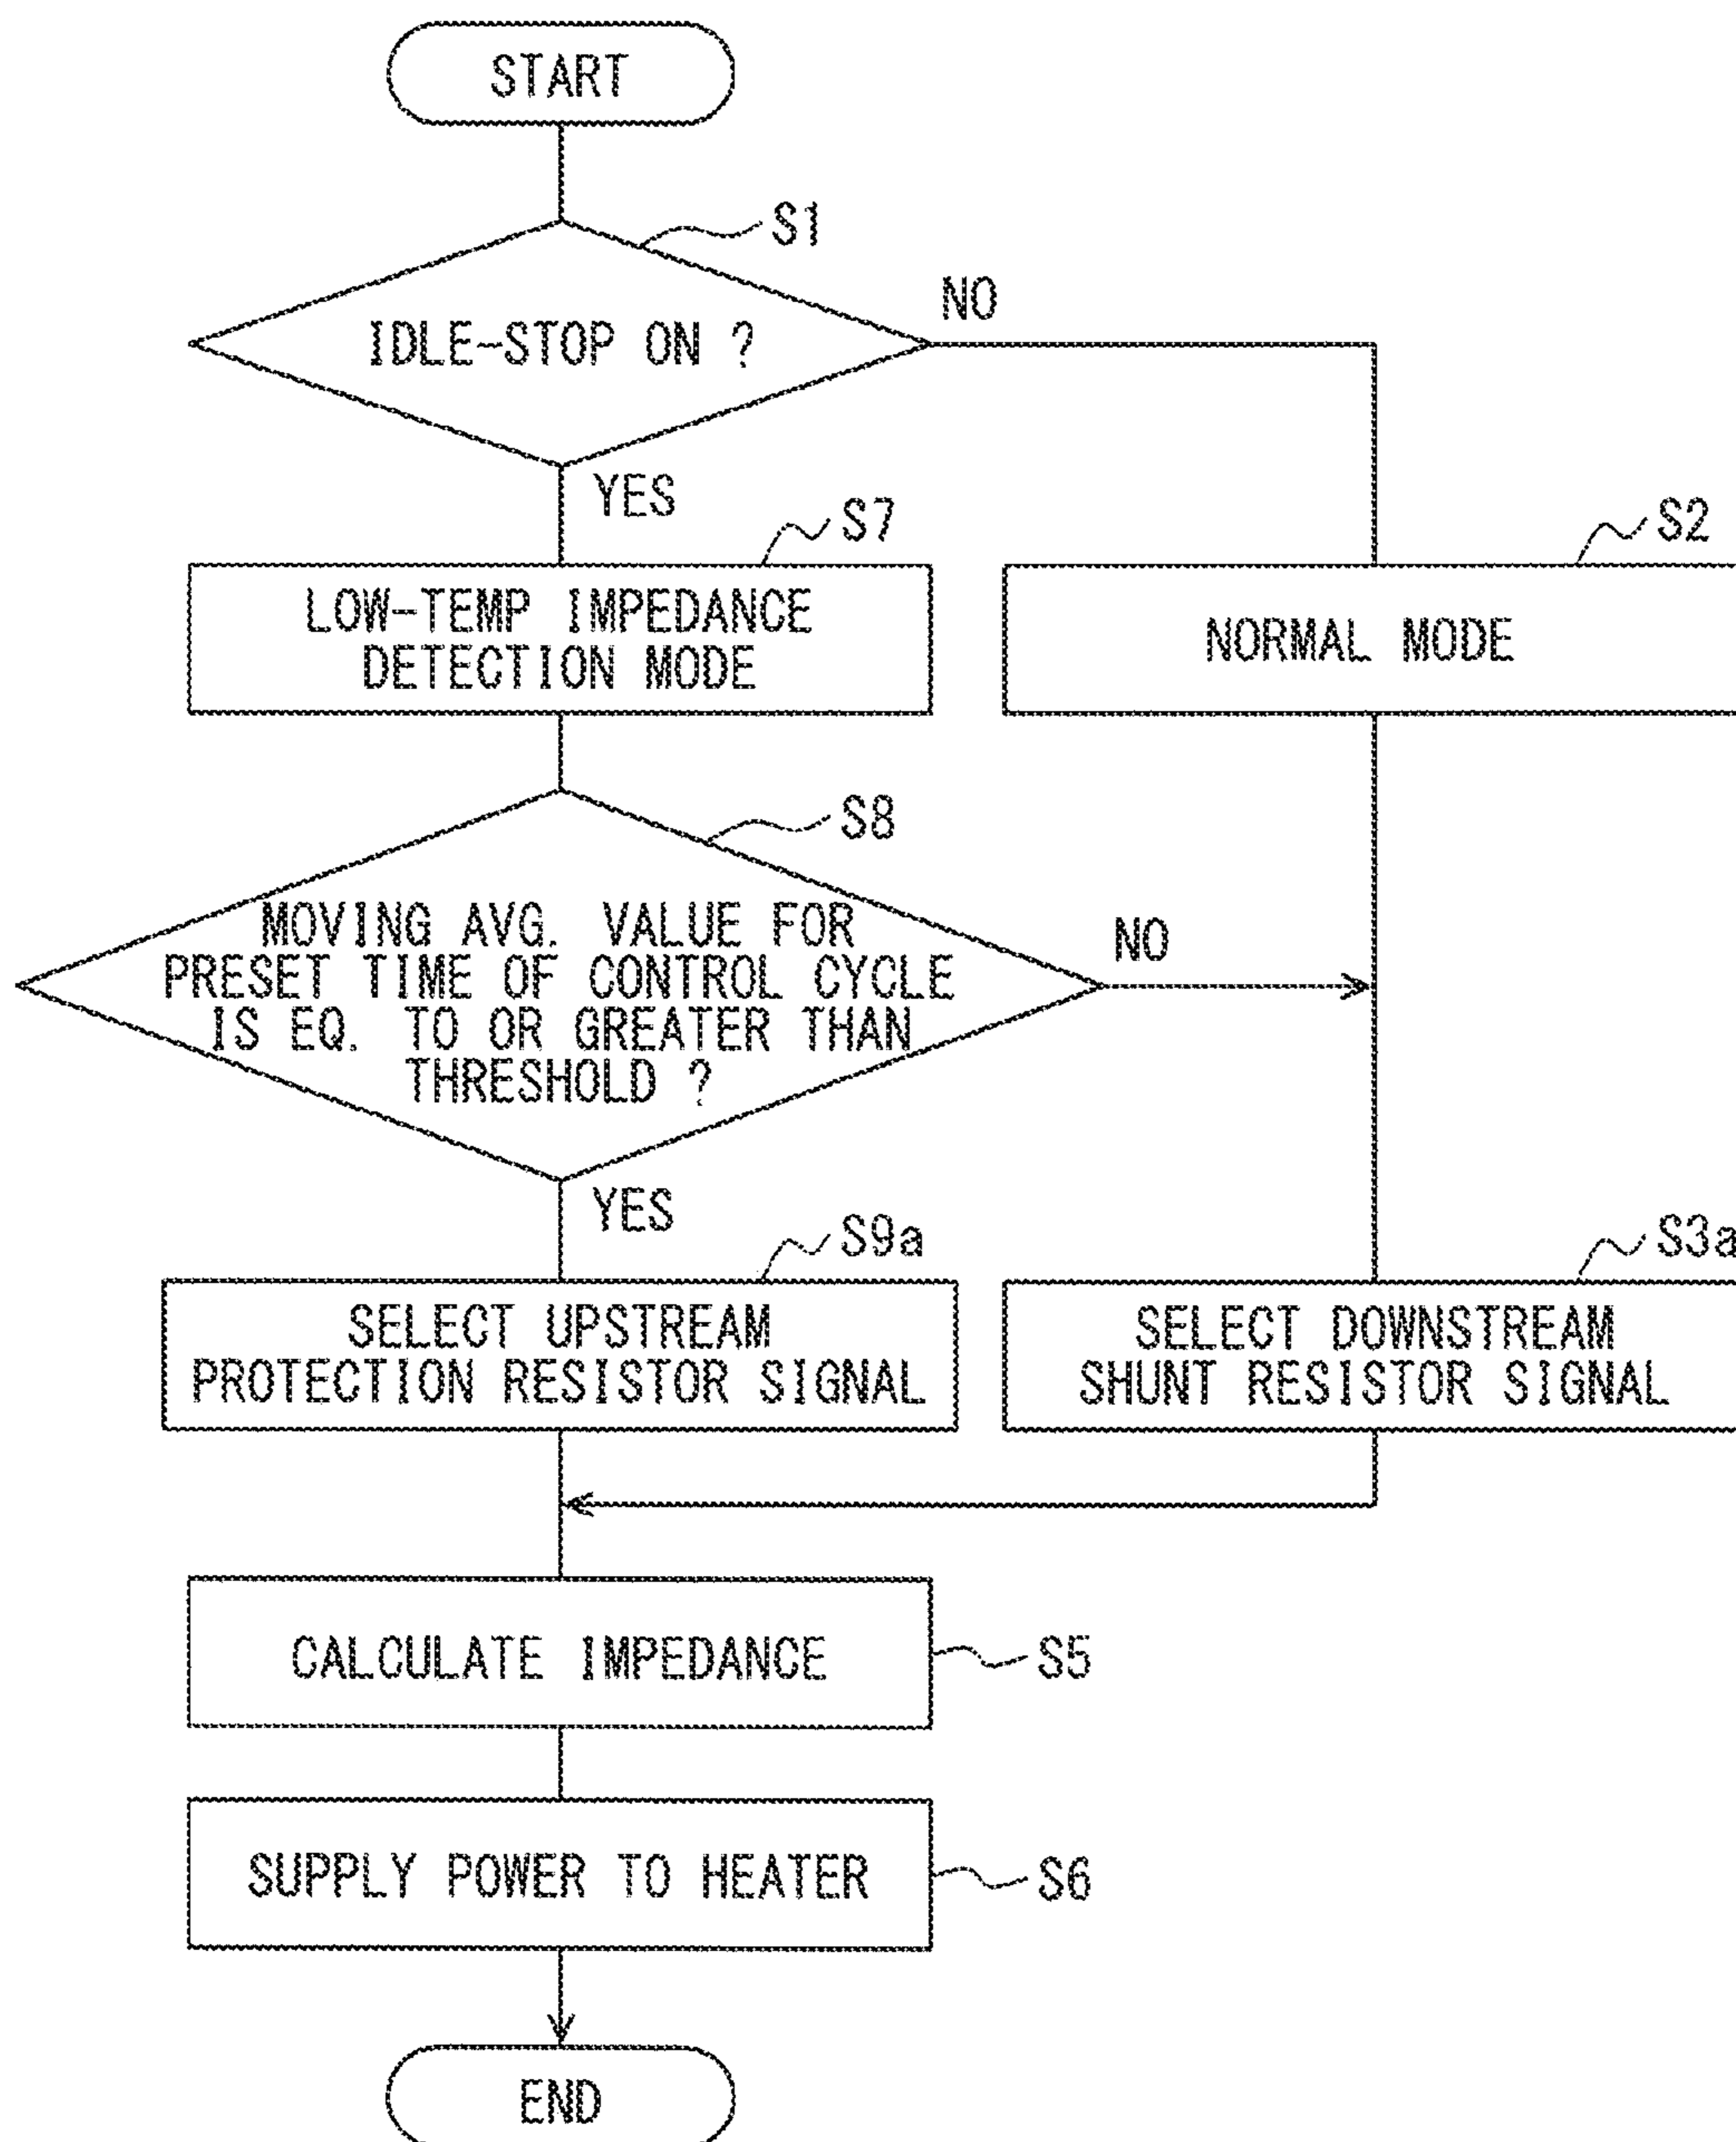 START
S1
IDLE-STOP ON ?
NO
YES
S7
LOW-TEMP IMPEDANCE
DETECTION MODE
S2
NORMAL MODE
S8
MOVING AVG. VALUE FOR
PRESET TIME OF CONTROL CYCLE
IS EQ. TO OR GREATER THAN
THRESHOLD ?
NO
YES
S9a
SELECT UPSTREAM
PROTECTION RESISTOR SIGNAL
S3a
SELECT DOWNSTREAM
SHUNT RESISTOR SIGNAL
CALCULATE IMPEDANCE
S5
SUPPLY POWER TO HEATER
S6
END